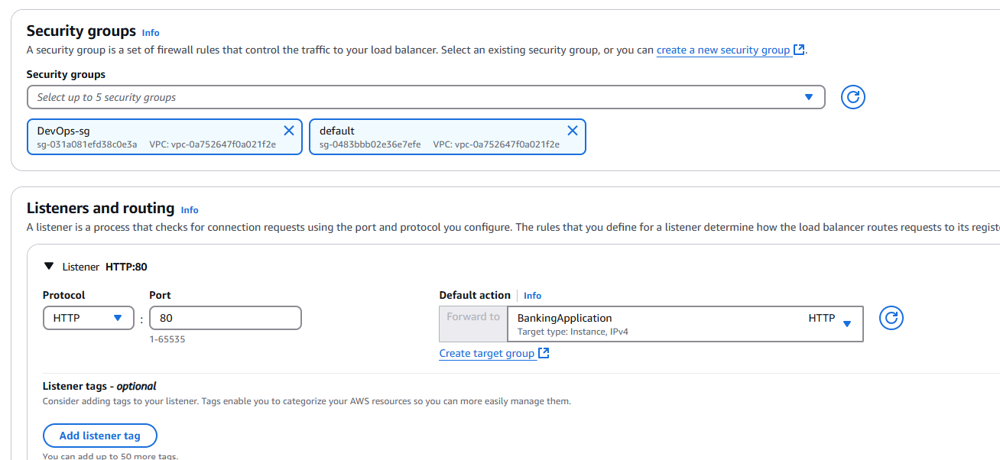 Security groups Info
A security group is a set of firewall rules that control the traffic to your load balancer. Select an existing security group, or you can create a new security group.
Security groups
Select up to 5 security groups
DevOps-sg
sg-031a081efd38c0e3a VPC: vpc-0a752647f0a021f2e
default
sg-0483bbb02e36e7efe VPC: vpc-0a752647f0a021f2e
Listeners and routing Info
A listener is a process that checks for connection requests using the port and protocol you configure. The rules that you define for a listener determine how the load balancer routes requests to its
Listener HTTP:80
Protocol
HTTP
:
Port
80
1-65535
Default action Info
Forward to
BankingApplication
Target type: Instance, IPv4
HTTP
Create target group
Listener tags - optional
Consider adding tags to your listener. Tags enable you to categorize your AWS resources so you can more easily manage them.
Add listener tag
You can add up to 50 more tags.